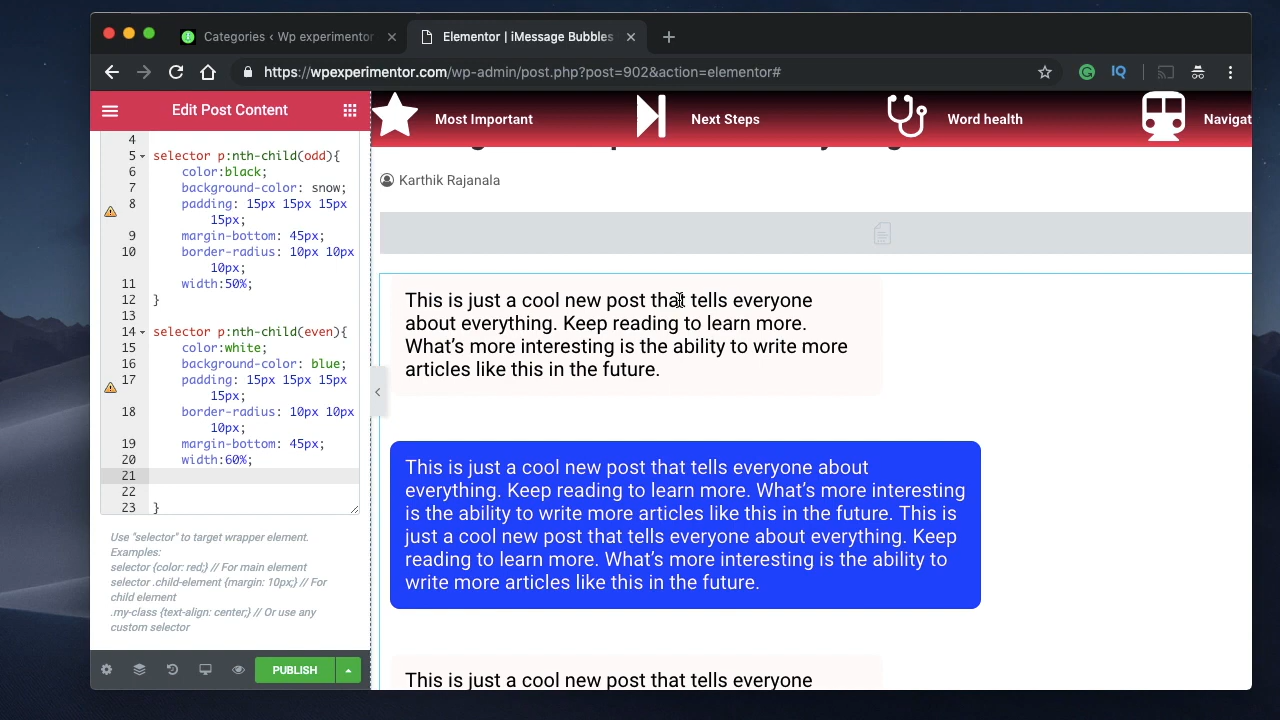 Categories ‹ Wp experimentor
Elementor | iMessage Bubbles
https://wpexperimentor.com/wp-admin/post.php?post=902&action=elementor#
IQ
Edit Post Content
Most Important
Next Steps
Word health
Navigat
Karthik Rajanala
4
5 selector p:nth-child(odd){
6 color:black;
7 background-color: snow;
8 padding: 15px 15px 15px
15px;
9 margin-bottom: 45px;
10 border-radius: 10px 10px
10px;
11 width:50%;
12 }
13
14 selector p:nth-child(even){
15 color:white;
16 background-color: blue;
17 padding: 15px 15px 15px
15px;
18 border-radius: 10px 10px
10px;
19 margin-bottom: 45px;
20 width:60%;
21
22
23 }
Use "selector" to target wrapper element.
Examples:
selector {color: red;} // For main element
selector .child-element {margin: 10px;} // For
child element
.my-class {text-align: center;} // Or use any
custom selector
PUBLISH
This is just a cool new post that tells everyone
about everything. Keep reading to learn more.
What's more interesting is the ability to write more
articles like this in the future.
This is just a cool new post that tells everyone about
everything. Keep reading to learn more. What's more interesting
is the ability to write more articles like this in the future. This is
just a cool new post that tells everyone about everything. Keep
reading to learn more. What's more interesting is the ability to
write more articles like this in the future.
This is just a cool new post that tells everyone